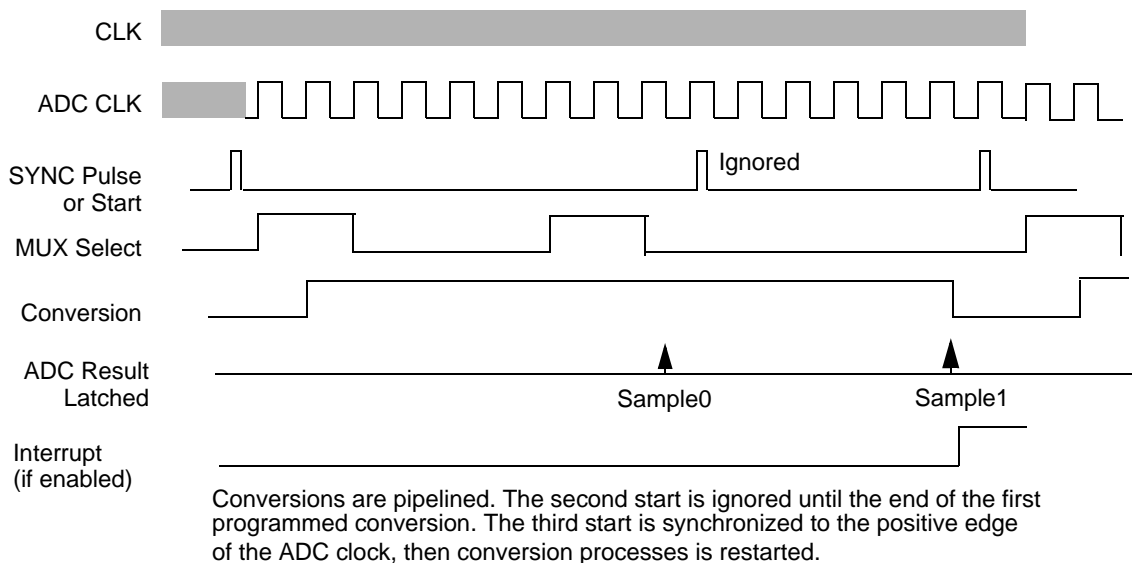 CLK
ADC CLK
SYNC Pulse
or Start
Ignored
MUX Select
Conversion
ADC Result
Latched
Sample0
Sample1
Interrupt
(if enabled)
Conversions are pipelined. The second start is ignored until the end of the first
programmed conversion. The third start is synchronized to the positive edge
of the ADC clock, then conversion processes is restarted.